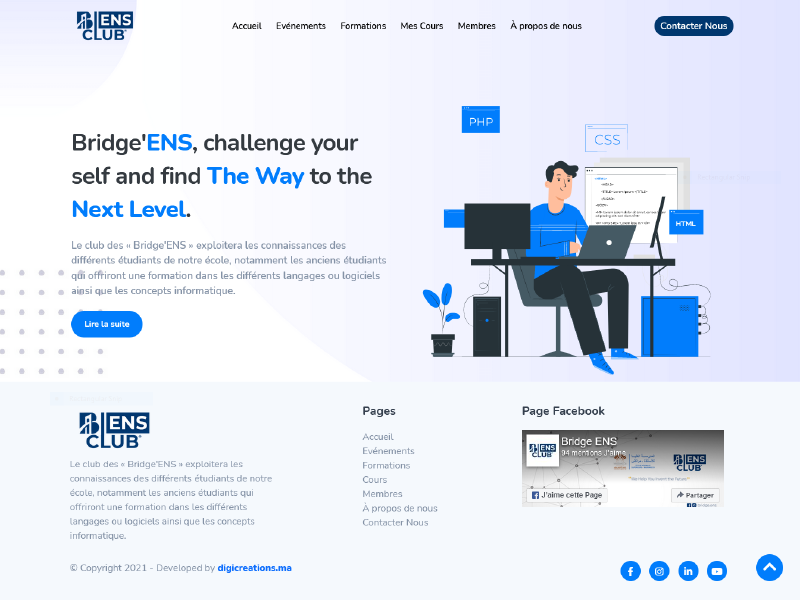 ENS
CLUB
Accueil
Evénements
Formations
Mes Cours
Membres
À propos de nous
Contacter Nous
Bridge'ENS, challenge your
self and find The Way to the
Next Level.
Le club des « Bridge'ENS » exploitera les connaissances des
différents étudiants de notre école, notamment les anciens étudiants
qui offriront une formation dans les différents langages ou logiciels
ainsi que les concepts informatique.
Lire la suite
PHP
CSS
HTML
ENS
CLUB
Le club des « Bridge'ENS » exploitera les
connaissances des différents étudiants de notre
école, notamment les anciens étudiants qui
offriront une formation dans les différents
langages ou logiciels ainsi que les concepts
informatique.
Pages
Accueil
Evénements
Formations
Cours
Membres
À propos de nous
Contacter Nous
Page Facebook
Bridge ENS
94 mentions J'aime
ENS
CLUB
ENS
CLUB
J'aime cette Page
Partager
© Copyright 2021 - Developed by digicreations.ma